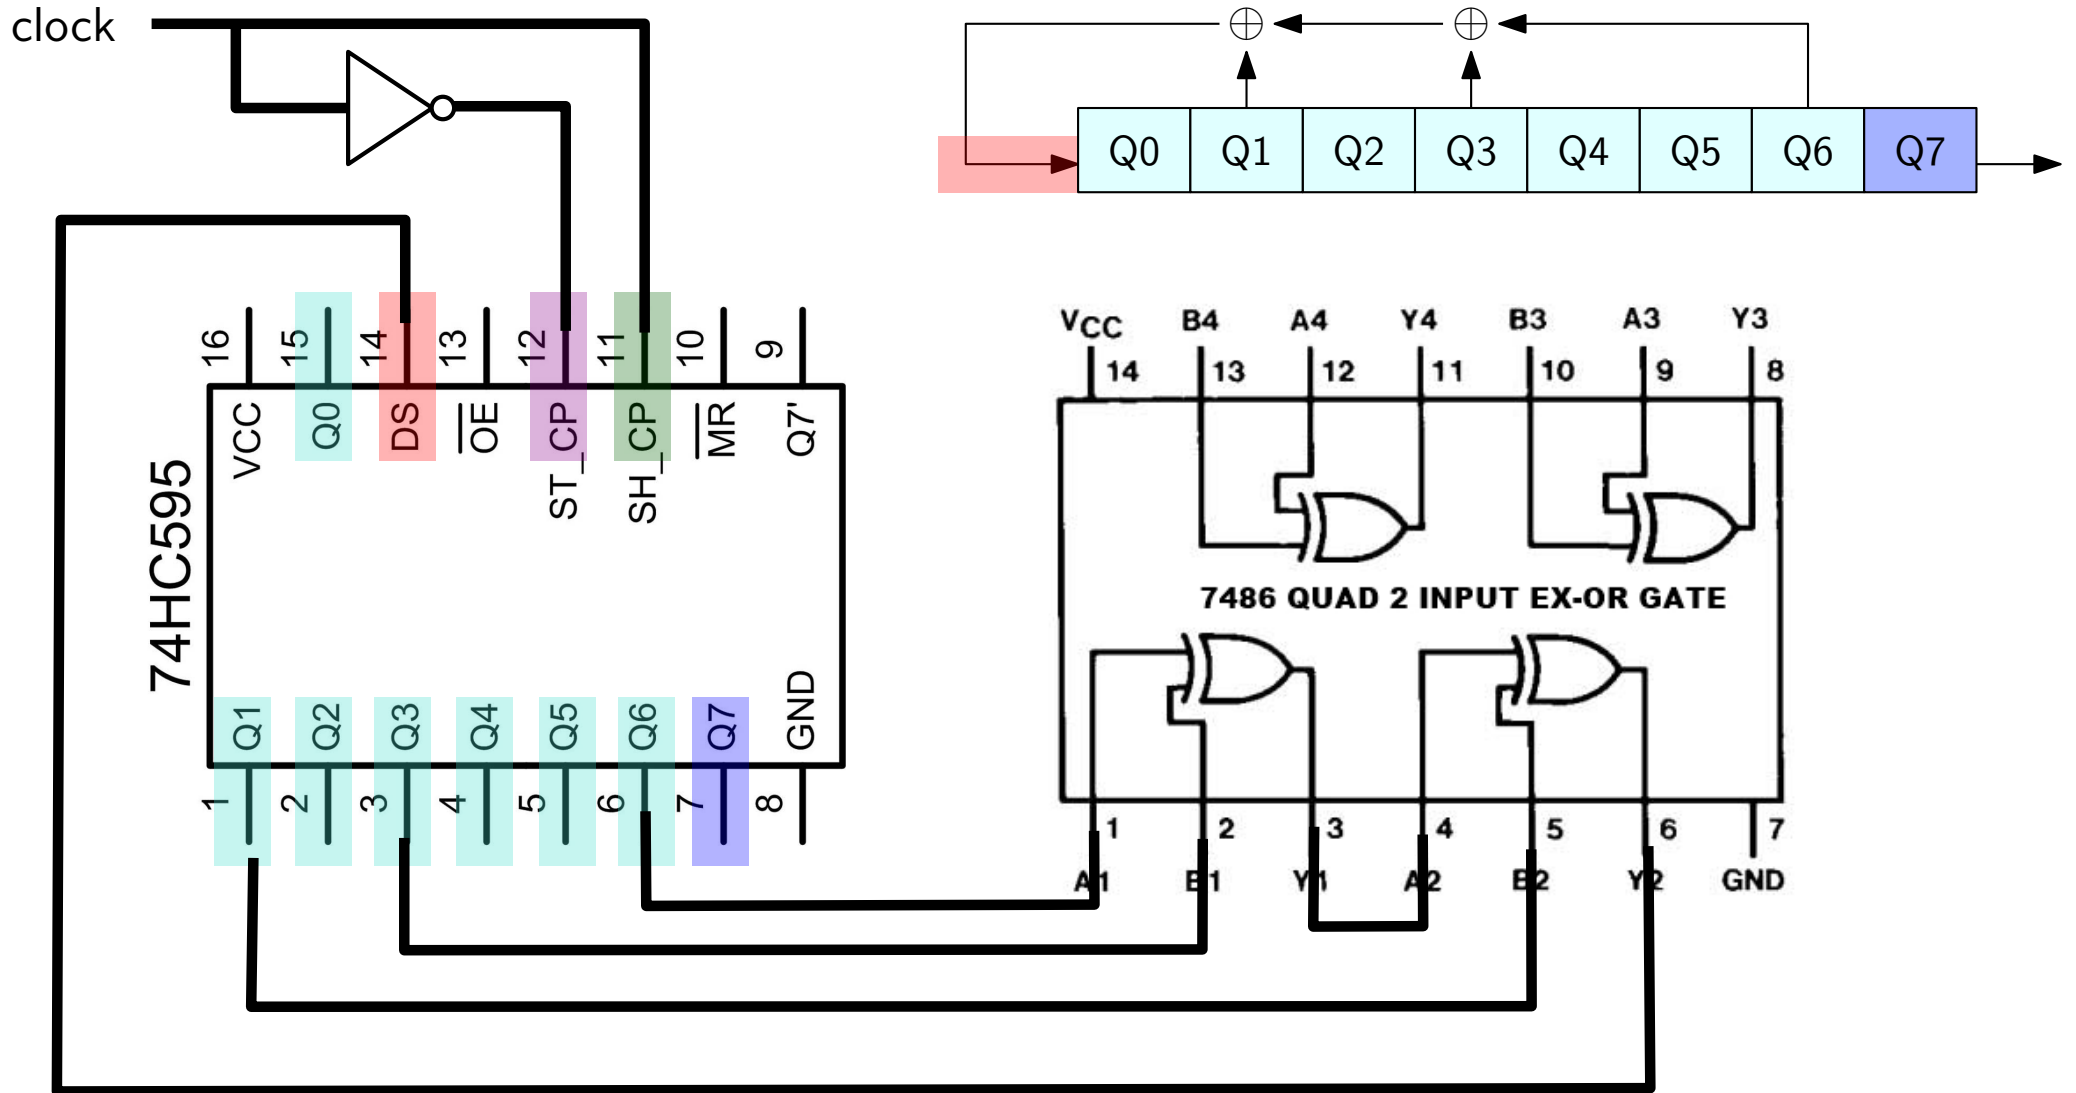 clock
Q0 Q1 Q2 Q3 Q4 Q5 Q6 Q7
16 15 14 13 12 11 10 9
VCC Q0 DS OE ST_CP SH_CP MR Q7'
74HC595
Q1 Q2 Q3 Q4 Q5 Q6 Q7 GND
1 2 3 4 5 6 7 8
VCC B4 A4 Y4 B3 A3 Y3
14 13 12 11 10 9 8
7486 QUAD 2 INPUT EX-OR GATE
1 2 3 4 5 6 7
A1 B1 Y1 A2 B2 Y2 GND